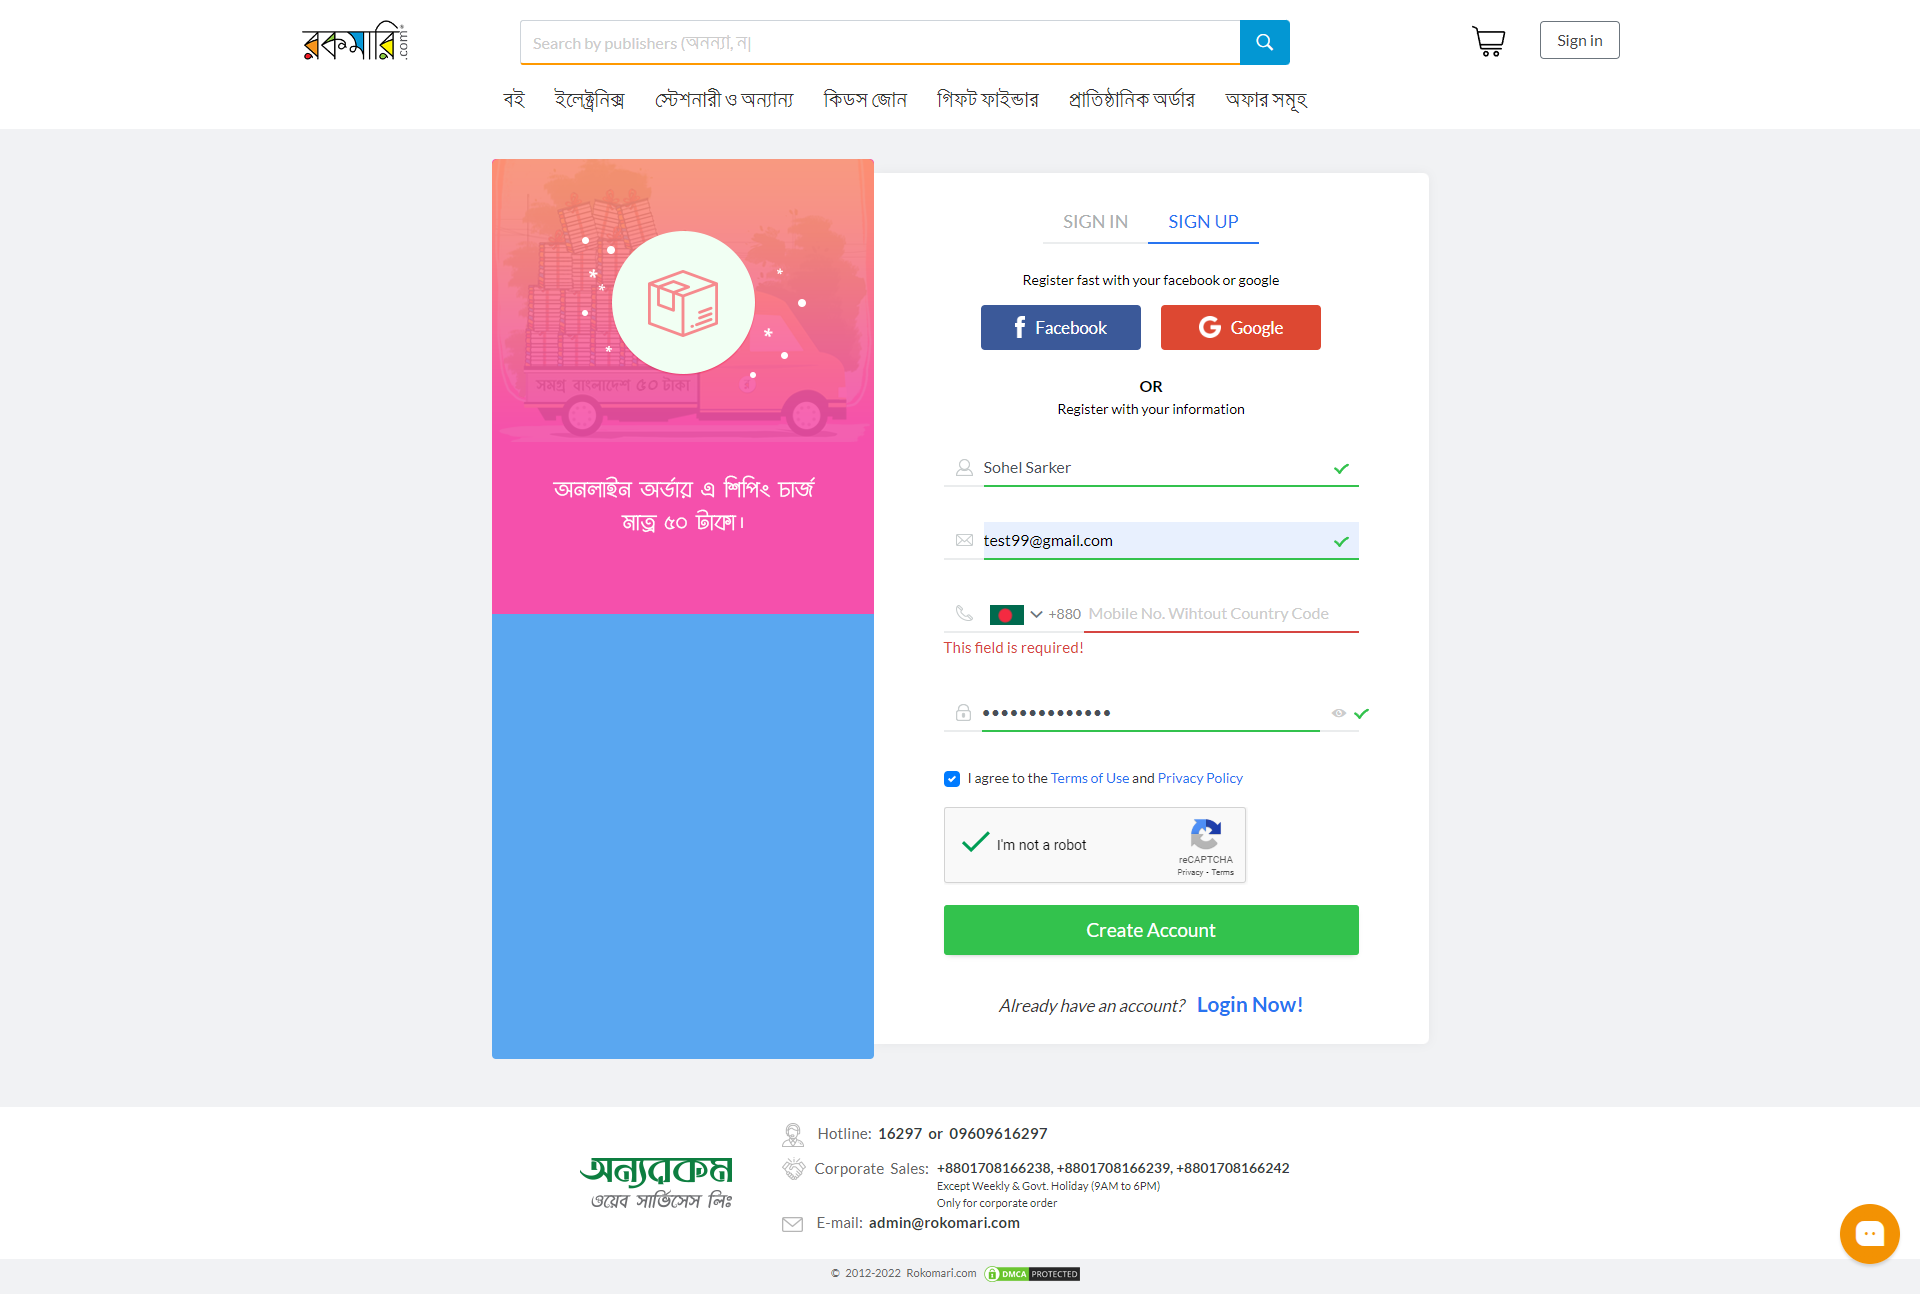 রকমারি.com
Search by publishers (অনন্যা, ন|
Sign in
বই ইলেক্ট্রনিক্স স্টেশনারী ও অন্যান্য কিডস জোন গিফট ফাইন্ডার প্রাতিষ্ঠানিক অর্ডার অফার সমূহ
সমগ্র বাংলাদেশ ৫০ টাকা
অনলাইন অর্ডার এ শিপিং চার্জ
মাত্র ৫০ টাকা।
SIGN IN SIGN UP
Register fast with your facebook or google
Facebook Google
OR
Register with your information
Sohel Sarker
test99@gmail.com
+880 Mobile No. Wihtout Country Code
This field is required!
I agree to the Terms of Use and Privacy Policy
I'm not a robot
reCAPTCHA
Privacy - Terms
Create Account
Already have an account? Login Now!
অন্যরকম
ওয়েব সার্ভিসেস লিঃ
Hotline: 16297 or 09609616297
Corporate Sales: +8801708166238, +8801708166239, +8801708166242
Except Weekly & Govt. Holiday (9AM to 6PM)
Only for corporate order
E-mail: admin@rokomari.com
© 2012-2022 Rokomari.com DMCA PROTECTED